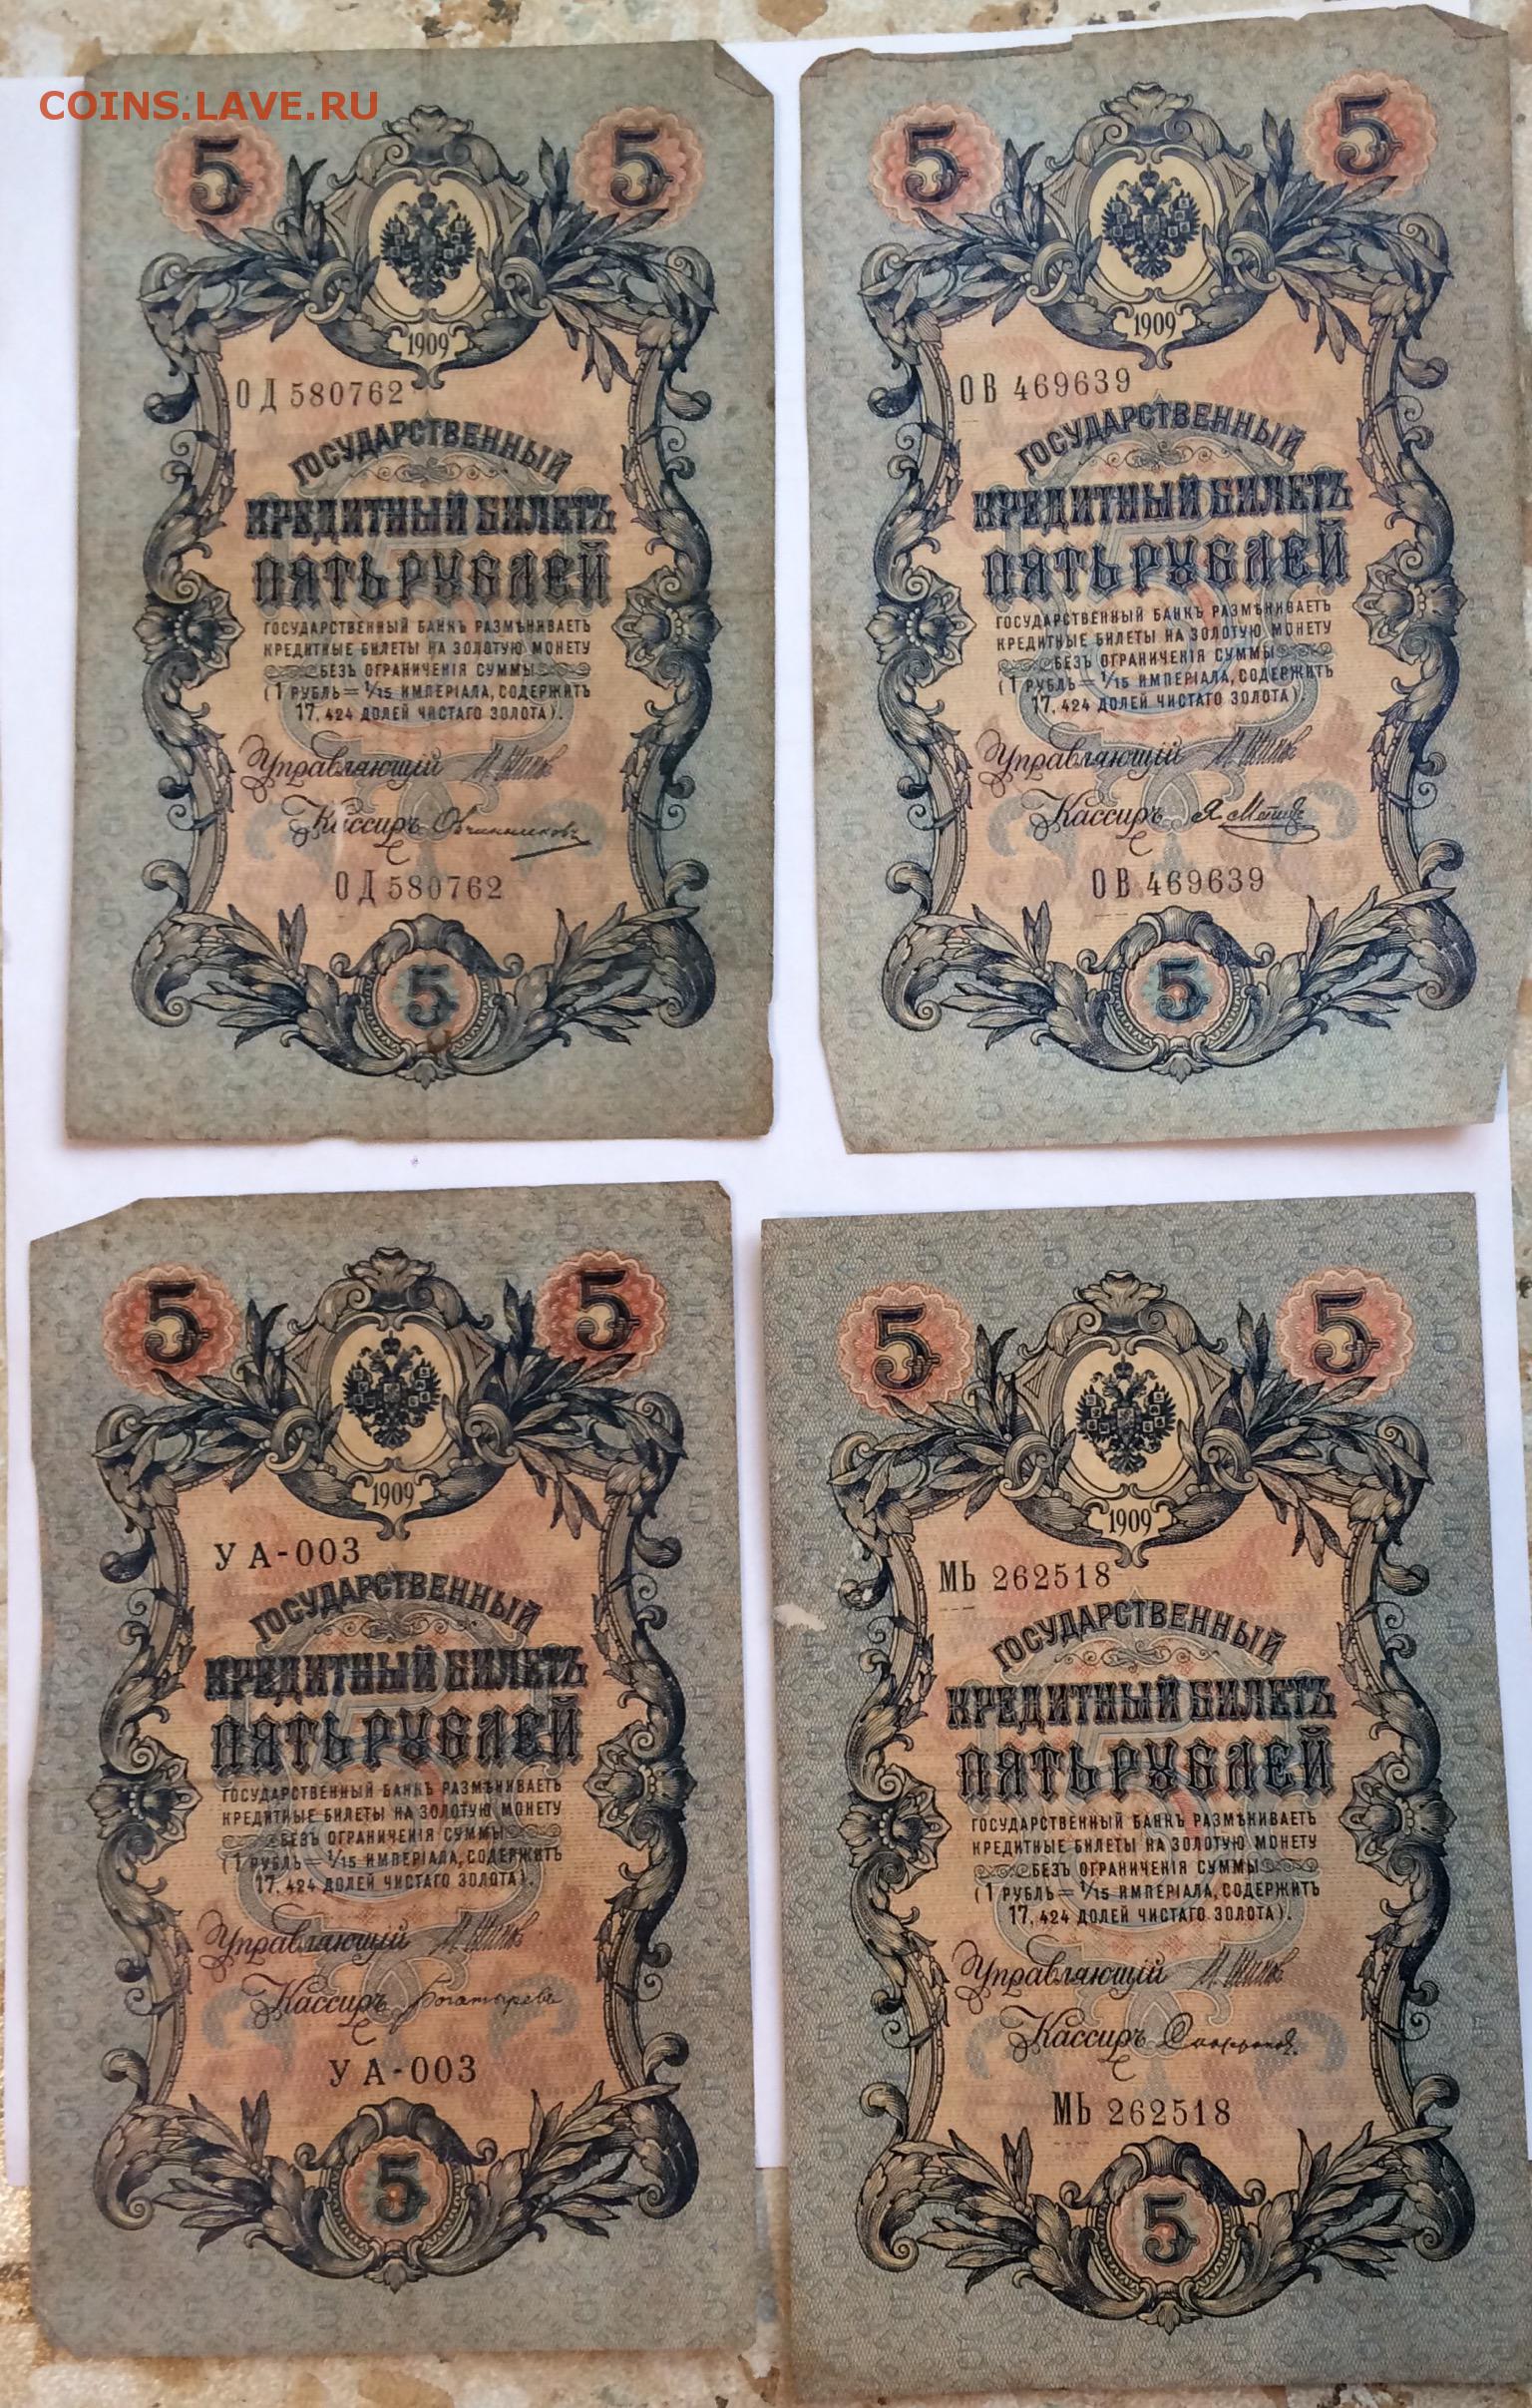 COINS.LAVE.RU
5 5
1909
ОД 580762
ГОСУДАРСТВЕННЫЙ
КРЕДИТНЫЙ БИЛЕТЪ
ПЯТЬ РУБЛЕЙ
ГОСУДАРСТВЕННЫЙ БАНКЪ РАЗМѢНИВАЕТЪ
КРЕДИТНЫЕ БИЛЕТЫ НА ЗОЛОТУЮ МОНЕТУ
БЕЗЪ ОГРАНИЧЕНІЯ СУММЫ
(1 РУБЛЬ = 1/15 ИМПЕРІАЛА, СОДЕРЖИТЪ
17,424 ДОЛЕЙ ЧИСТАГО ЗОЛОТА).
Управляющій И. Шипов
Кассиръ Овчинниковъ
ОД 580762
5
5 5
1909
ОВ 469639
ГОСУДАРСТВЕННЫЙ
КРЕДИТНЫЙ БИЛЕТЪ
ПЯТЬ РУБЛЕЙ
ГОСУДАРСТВЕННЫЙ БАНКЪ РАЗМѢНИВАЕТЪ
КРЕДИТНЫЕ БИЛЕТЫ НА ЗОЛОТУЮ МОНЕТУ
БЕЗЪ ОГРАНИЧЕНІЯ СУММЫ
(1 РУБЛЬ = 1/15 ИМПЕРІАЛА, СОДЕРЖИТЪ
17,424 ДОЛЕЙ ЧИСТАГО ЗОЛОТА).
Управляющій И. Шипов
Кассиръ Я. Метцъ
ОВ 469639
5
5 5
1909
УА-003
ГОСУДАРСТВЕННЫЙ
КРЕДИТНЫЙ БИЛЕТЪ
ПЯТЬ РУБЛЕЙ
ГОСУДАРСТВЕННЫЙ БАНКЪ РАЗМѢНИВАЕТЪ
КРЕДИТНЫЕ БИЛЕТЫ НА ЗОЛОТУЮ МОНЕТУ
БЕЗЪ ОГРАНИЧЕНІЯ СУММЫ
(1 РУБЛЬ = 1/15 ИМПЕРІАЛА, СОДЕРЖИТЪ
17,424 ДОЛЕЙ ЧИСТАГО ЗОЛОТА).
Управляющій И. Шипов
Кассиръ Богатырева
УА-003
5
5 5
1909
МЬ 262518
ГОСУДАРСТВЕННЫЙ
КРЕДИТНЫЙ БИЛЕТЪ
ПЯТЬ РУБЛЕЙ
ГОСУДАРСТВЕННЫЙ БАНКЪ РАЗМѢНИВАЕТЪ
КРЕДИТНЫЕ БИЛЕТЫ НА ЗОЛОТУЮ МОНЕТУ
БЕЗЪ ОГРАНИЧЕНІЯ СУММЫ
(1 РУБЛЬ = 1/15 ИМПЕРІАЛА, СОДЕРЖИТЪ
17,424 ДОЛЕЙ ЧИСТАГО ЗОЛОТА).
Управляющій И. Шипов
Кассиръ
МЬ 262518
5